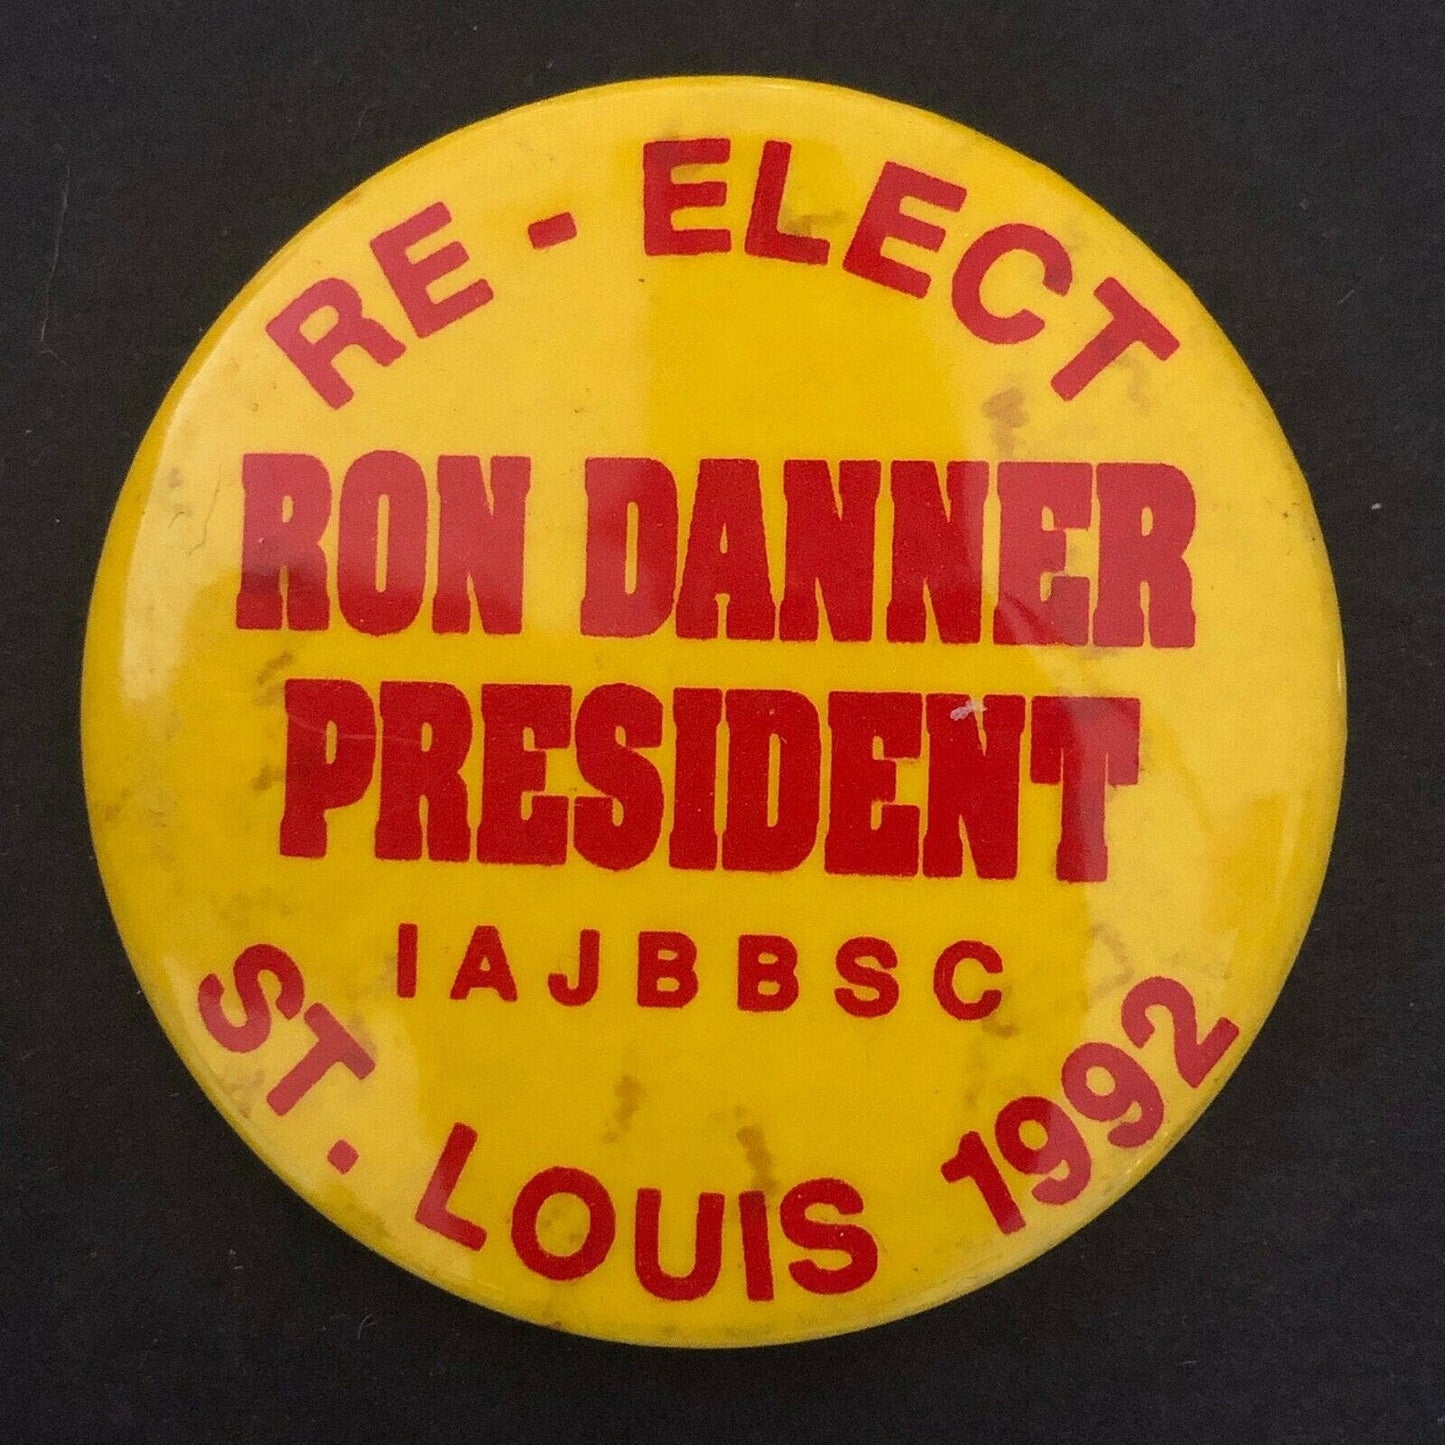 RE-ELECT
RON DANNER
PRESIDENT
IAJBBSC
ST. LOUIS 1992